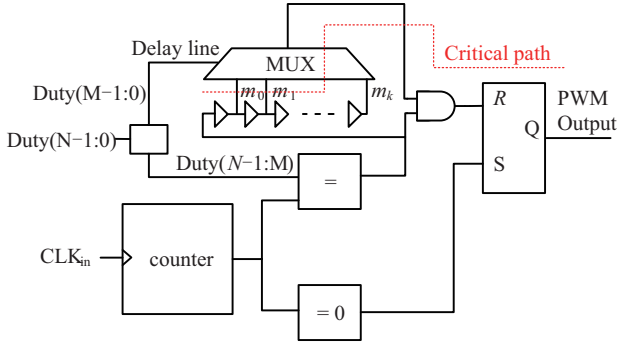 Delay line
MUX
Critical path
Duty(M−1:0)
m0 m1 mk
R
PWM
Output
Duty(N−1:0)
Q
Duty(N−1:M)
=
S
CLKin
counter
= 0